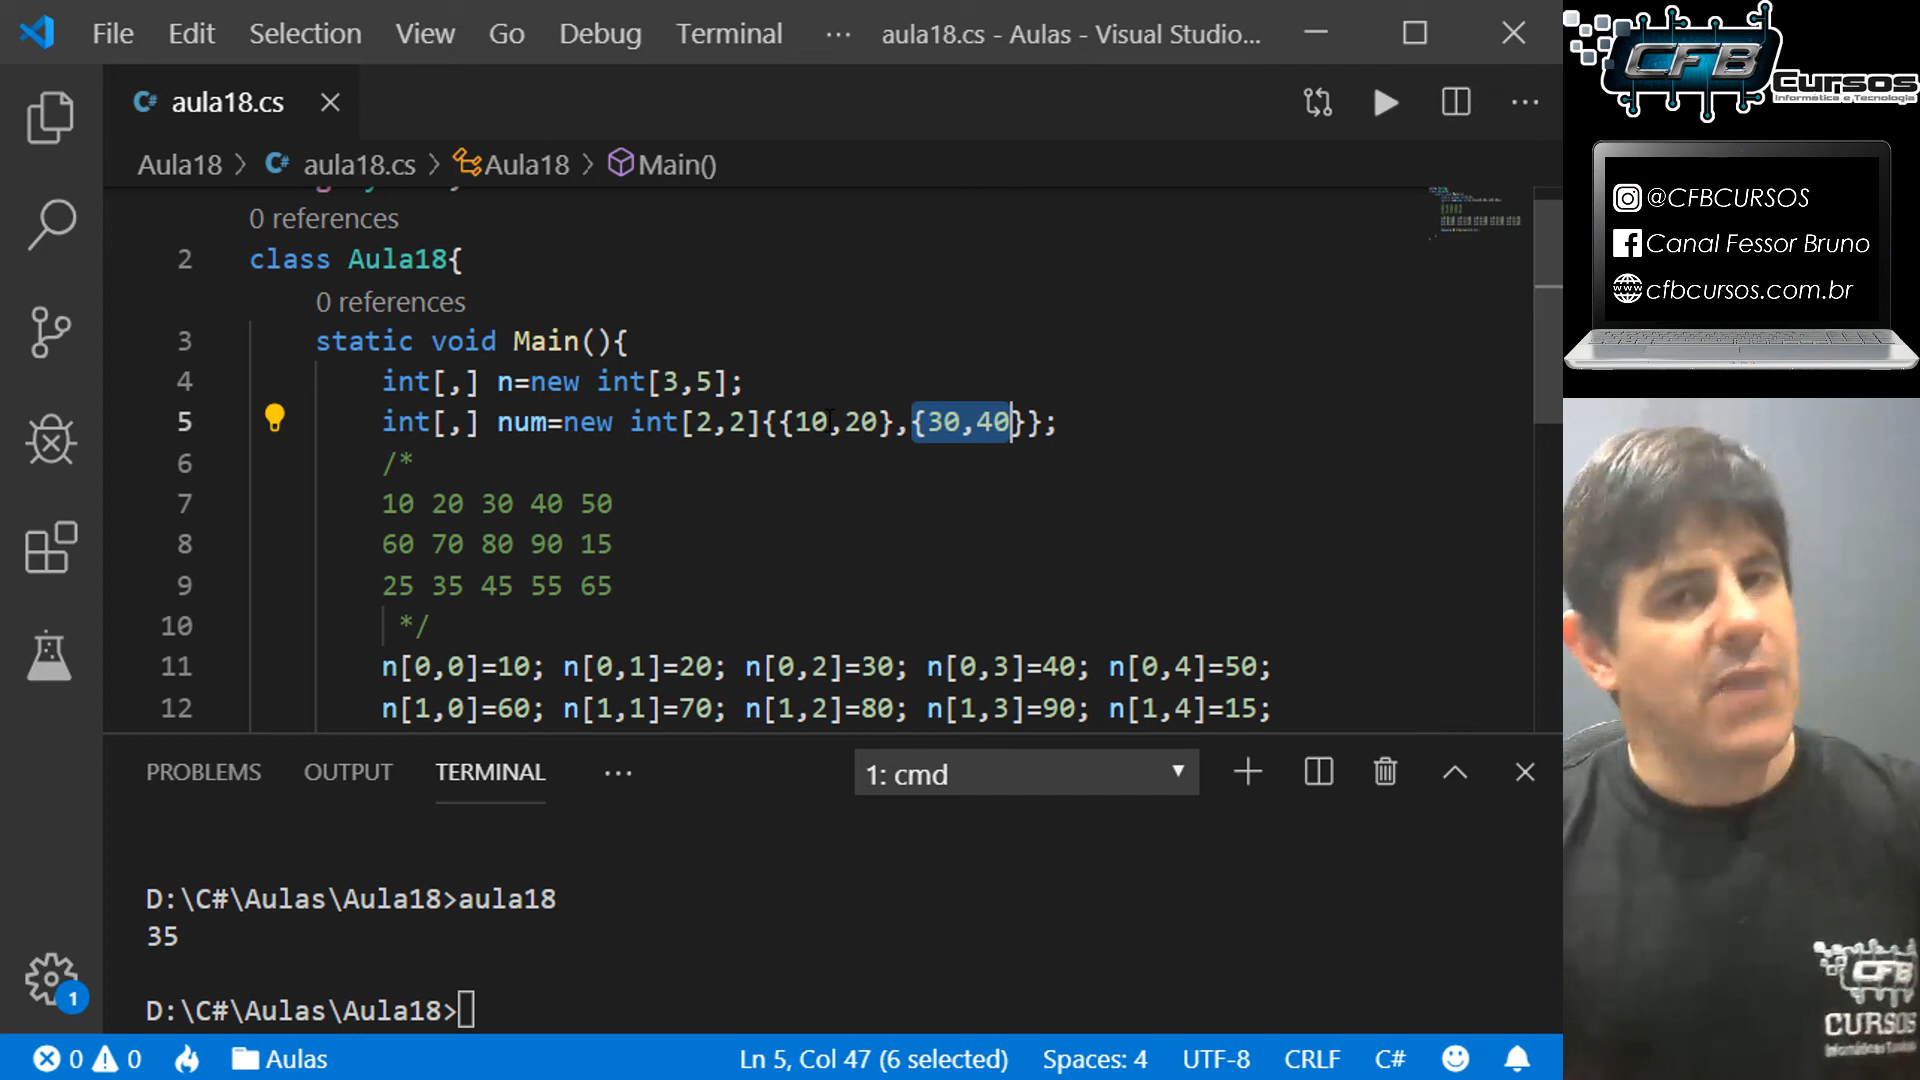 File Edit Selection View Go Debug Terminal ··· aula18.cs - Aulas - Visual Studio...
aula18.cs
Aula18 > aula18.cs > Aula18 > Main()
0 references
2 class Aula18{
0 references
3 static void Main(){
4 int[,] n=new int[3,5];
5 int[,] num=new int[2,2]{{10,20},{30,40}};
6 /*
7 10 20 30 40 50
8 60 70 80 90 15
9 25 35 45 55 65
10 */
11 n[0,0]=10; n[0,1]=20; n[0,2]=30; n[0,3]=40; n[0,4]=50;
12 n[1,0]=60; n[1,1]=70; n[1,2]=80; n[1,3]=90; n[1,4]=15;
PROBLEMS OUTPUT TERMINAL ··· 1: cmd
D:\C#\Aulas\Aula18>aula18
35
D:\C#\Aulas\Aula18>
1
0 0 Aulas Ln 5, Col 47 (6 selected) Spaces: 4 UTF-8 CRLF C#
CFB Cursos
Informática e Tecnologia
@CFBCURSOS
Canal Fessor Bruno
www cfbcursos.com.br
CFB
CURSOS